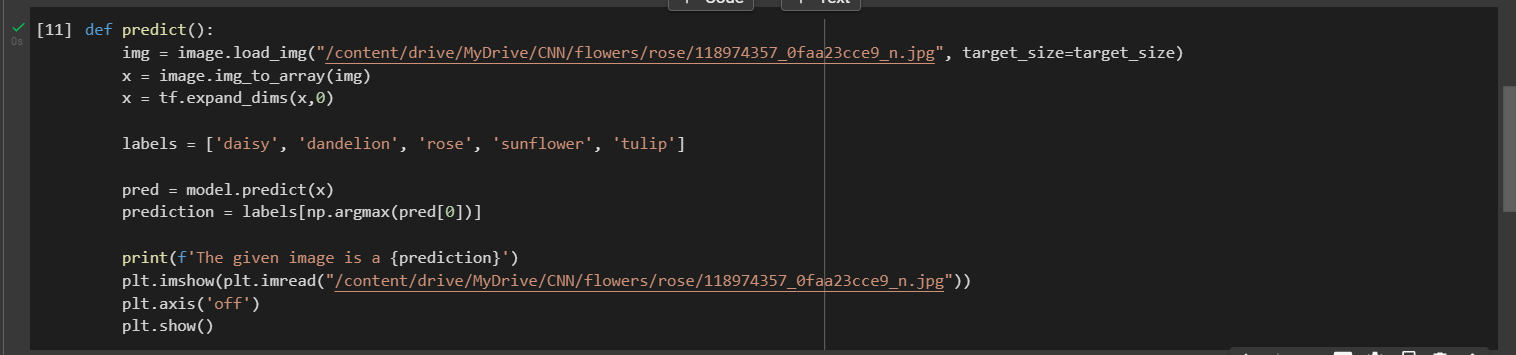 + Code + Text
0s
[11] def predict():
img = image.load_img("/content/drive/MyDrive/CNN/flowers/rose/118974357_0faa23cce9_n.jpg", target_size=target_size)
x = image.img_to_array(img)
x = tf.expand_dims(x,0)
labels = ['daisy', 'dandelion', 'rose', 'sunflower', 'tulip']
pred = model.predict(x)
prediction = labels[np.argmax(pred[0])]
print(f'The given image is a {prediction}')
plt.imshow(plt.imread("/content/drive/MyDrive/CNN/flowers/rose/118974357_0faa23cce9_n.jpg"))
plt.axis('off')
plt.show()